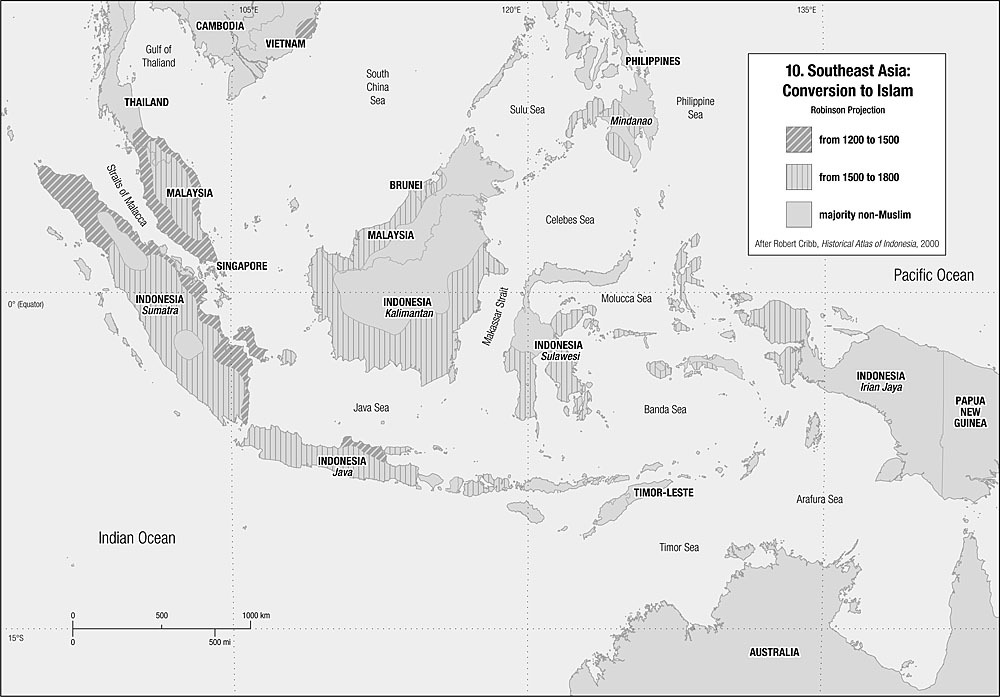 105°E
120°E
135°E
CAMBODIA
VIETNAM
Gulf of
Thailand
THAILAND
South
China
Sea
PHILIPPINES
Sulu Sea
Philippine
Sea
Mindanao
10. Southeast Asia:
Conversion to Islam
Robinson Projection
from 1200 to 1500
from 1500 to 1800
majority non-Muslim
After Robert Cribb, Historical Atlas of Indonesia, 2000
Straits of Malacca
MALAYSIA
BRUNEI
MALAYSIA
Celebes Sea
SINGAPORE
Pacific Ocean
0° (Equator)
INDONESIA
Sumatra
INDONESIA
Kalimantan
Makassar Strait
Molucca Sea
INDONESIA
Sulawesi
INDONESIA
Irian Jaya
PAPUA
NEW
GUINEA
Java Sea
Banda Sea
INDONESIA
Java
TIMOR-LESTE
Arafura Sea
Indian Ocean
Timor Sea
0
500
1000 km
0
500 mi
15°S
AUSTRALIA